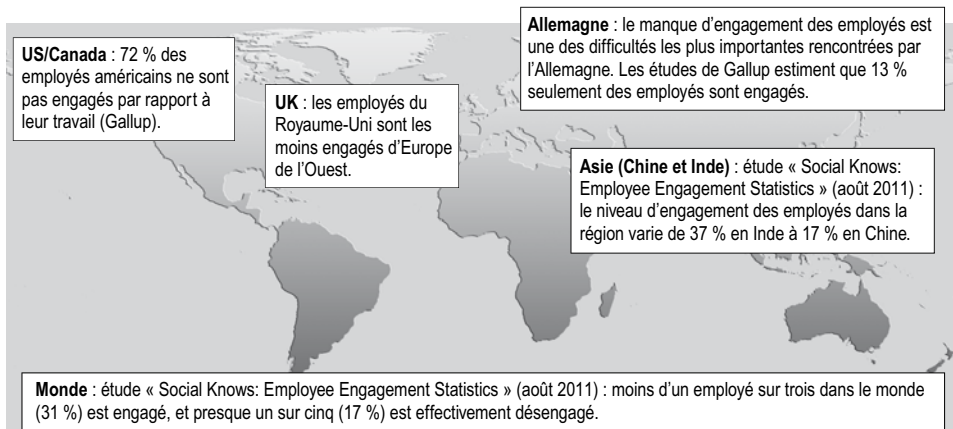 US/Canada : 72 % des
employés américains ne sont
pas engagés par rapport à
leur travail (Gallup).
UK : les employés du
Royaume-Uni sont les
moins engagés d’Europe
de l’Ouest.
Allemagne : le manque d’engagement des employés est
une des difficultés les plus importantes rencontrées par
l’Allemagne. Les études de Gallup estiment que 13 %
seulement des employés sont engagés.
Asie (Chine et Inde) : étude « Social Knows:
Employee Engagement Statistics » (août 2011) :
le niveau d’engagement des employés dans la
région varie de 37 % en Inde à 17 % en Chine.
Monde : étude « Social Knows: Employee Engagement Statistics » (août 2011) : moins d’un employé sur trois dans le monde
(31 %) est engagé, et presque un sur cinq (17 %) est effectivement désengagé.